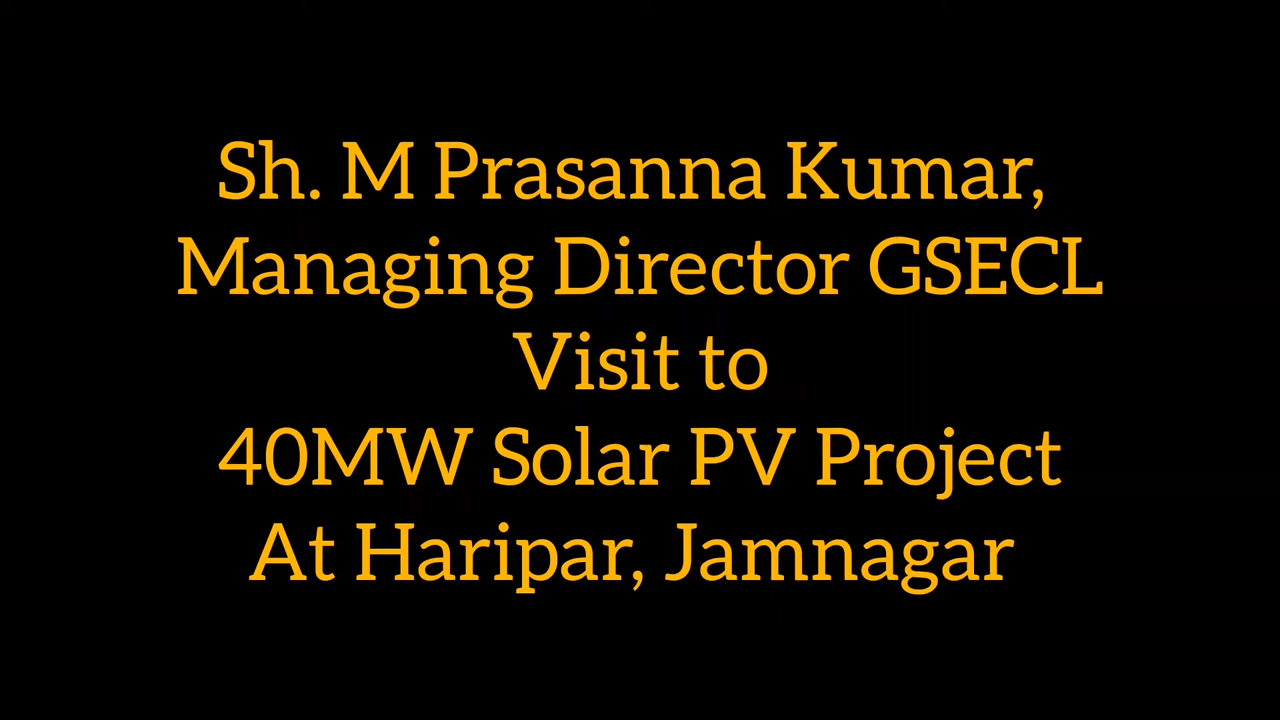 Sh. M Prasanna Kumar,
Managing Director GSECL
Visit to
40MW Solar PV Project
At Haripar, Jamnagar